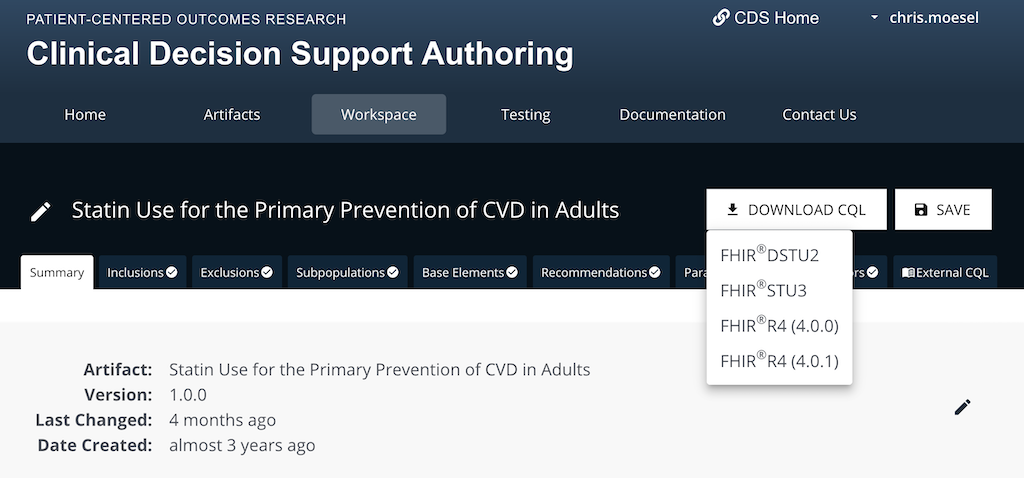 PATIENT-CENTERED OUTCOMES RESEARCH
CDS Home
chris.moesel
Clinical Decision Support Authoring
Home
Artifacts
Workspace
Testing
Documentation
Contact Us
Statin Use for the Primary Prevention of CVD in Adults
DOWNLOAD CQL
SAVE
FHIR®DSTU2
FHIR®STU3
FHIR®R4 (4.0.0)
FHIR®R4 (4.0.1)
Summary
Inclusions
Exclusions
Subpopulations
Base Elements
Recommendations
External CQL
Artifact: Statin Use for the Primary Prevention of CVD in Adults
Version: 1.0.0
Last Changed: 4 months ago
Date Created: almost 3 years ago